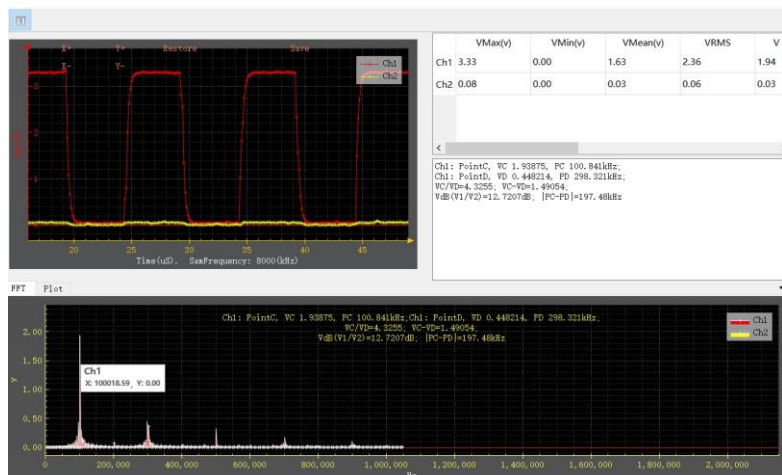 X+ Y+ Restore Save
X- Y-
Ch1
Ch2
3
2
1
20 25 30 35 40 45
Time(uS). SamFrequency: 8000(kHz)
VMax(v) VMin(v) VMean(v) VRMS V
Ch1 3.33 0.00 1.63 2.36 1.94
Ch2 0.08 0.00 0.03 0.06 0.03
Ch1: PointC, VC 1.93875, PC 100.841kHz;
Ch1: PointD, VD 0.448214, PD 298.321kHz;
VC/VD=4.3255; VC-VD=1.49054;
VdB(V1/V2)=12.7207dB; |PC-PD|=197.48kHz
FFT Plot
Ch1: PointC, VC 1.93875, PC 100.841kHz;Ch1: PointD, VD 0.448214, PD 298.321kHz;
VC/VD=4.3255; VC-VD=1.49054;
VdB(V1/V2)=12.7207dB; |PC-PD|=197.48kHz
Ch1
Ch2
Ch1
X: 100018.59, Y: 0.00
y
2.00
1.50
0.50
0.00
0 200,000 400,000 600,000 800,000 1,000,000 1,200,000 1,400,000 1,600,000 1,800,000 2,000,000